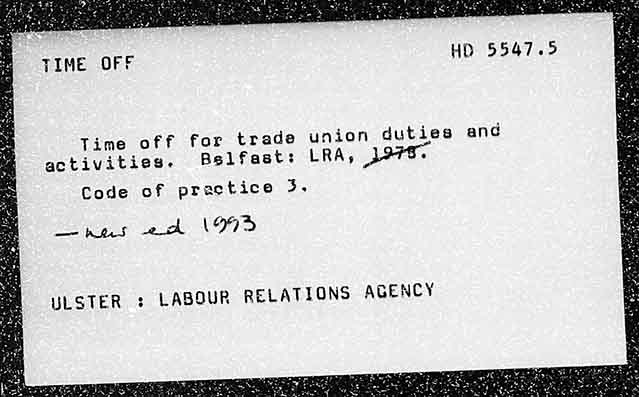 TIME OFF
HD 5547.5
Time off for trade union duties and
activities. Belfast: LRA, 1978.
Code of practice 3.
— new ed 1993
ULSTER : LABOUR RELATIONS AGENCY